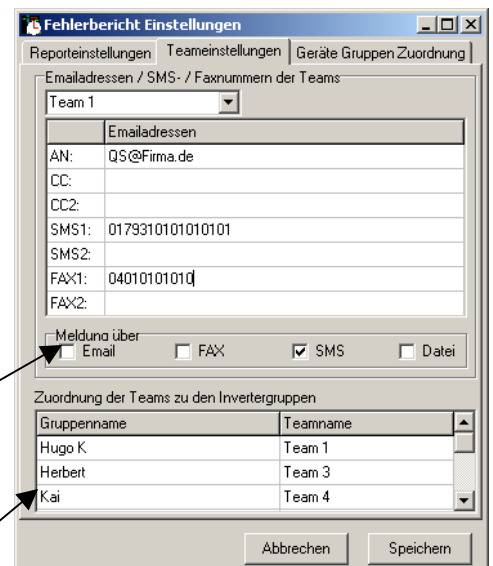 Fehlerbericht Einstellungen
Reporteinstellungen Teameinstellungen Geräte Gruppen Zuordnung
Emailadressen / SMS- / Faxnummern der Teams
Team 1
Emailadressen
AN: QS@Firma.de
CC:
CC2:
SMS1: 0179310101010101
SMS2:
FAX1: 04010101010
FAX2:
Meldung über
Email FAX SMS Datei
Zuordnung der Teams zu den Invertergruppen
Gruppenname Teamname
Hugo K Team 1
Herbert Team 3
Kai Team 4
Abbrechen Speichern